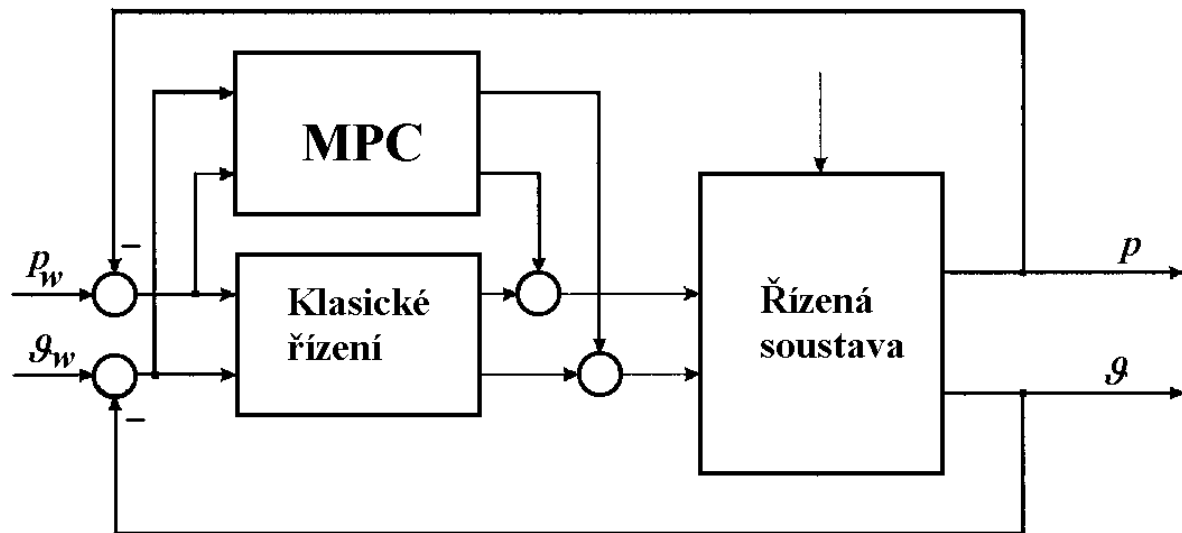 MPC
−
p_w
Klasické
řízení
ϑ_w
−
Řízená
soustava
p
ϑ